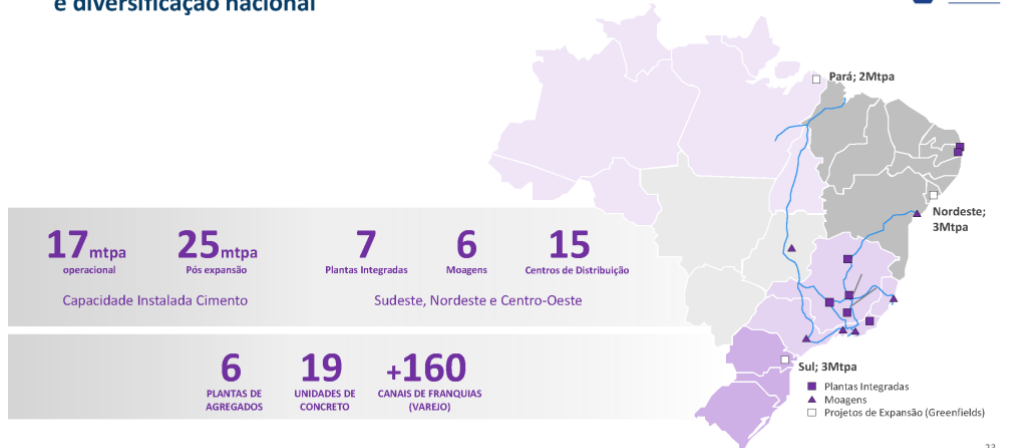 e diversificação nacional
Pará; 2Mtpa
Nordeste;
3Mtpa
Sul; 3Mtpa
17mtpa
operacional
25mtpa
Pós expansão
Capacidade Instalada Cimento
7
Plantas Integradas
6
Moagens
15
Centros de Distribuição
Sudeste, Nordeste e Centro-Oeste
6
PLANTAS DE
AGREGADOS
19
UNIDADES DE
CONCRETO
+160
CANAIS DE FRANQUIAS
(VAREJO)
Plantas Integradas
Moagens
Projetos de Expansão (Greenfields)